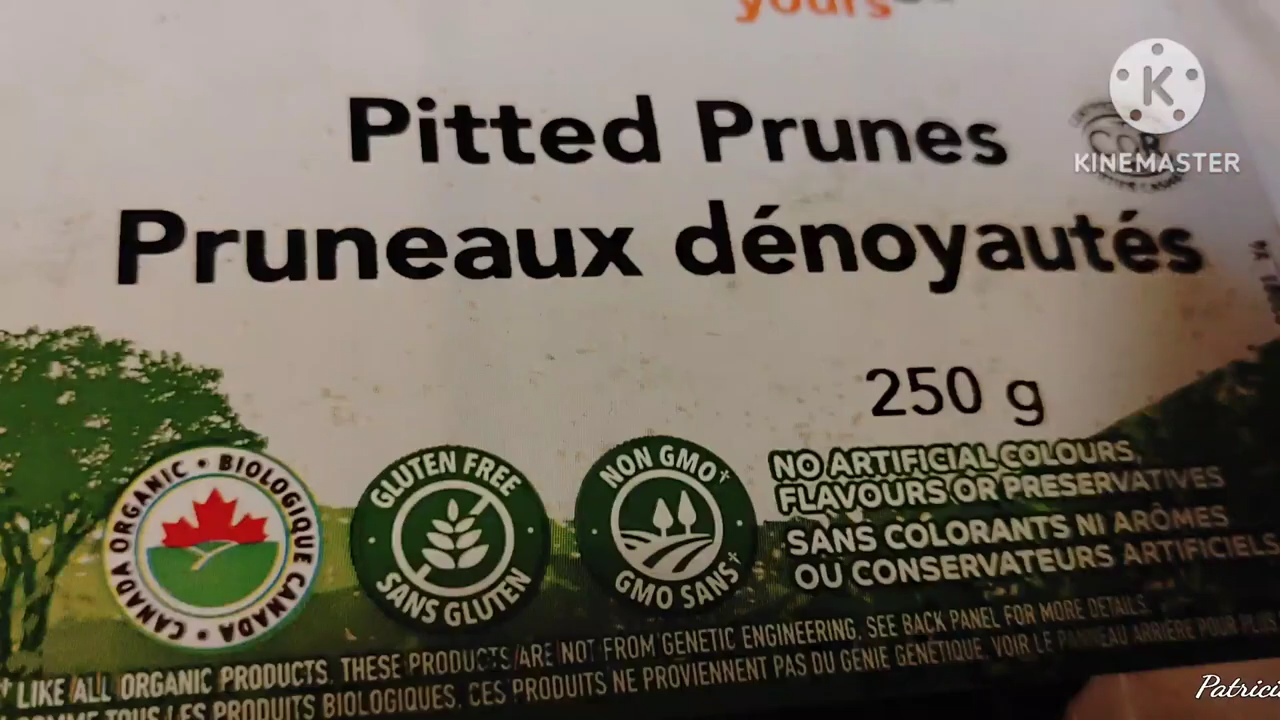 yours
Pitted Prunes
Pruneaux dénoyautés
COR
KINEMASTER
250 g
CANADA ORGANIC • BIOLOGIQUE CANADA •
GLUTEN FREE
SANS GLUTEN
NON GMO†
GMO SANS†
NO ARTIFICIAL COLOURS,
FLAVOURS OR PRESERVATIVES
SANS COLORANTS NI ARÔMES
OU CONSERVATEURS ARTIFICIELS
† LIKE ALL ORGANIC PRODUCTS, THESE PRODUCTS ARE NOT FROM GENETIC ENGINEERING. SEE BACK PANEL FOR MORE DETAILS.
COMME TOUS LES PRODUITS BIOLOGIQUES, CES PRODUITS NE PROVIENNENT PAS DU GÉNIE GÉNÉTIQUE. VOIR LE PANNEAU ARRIÈRE POUR PLUS